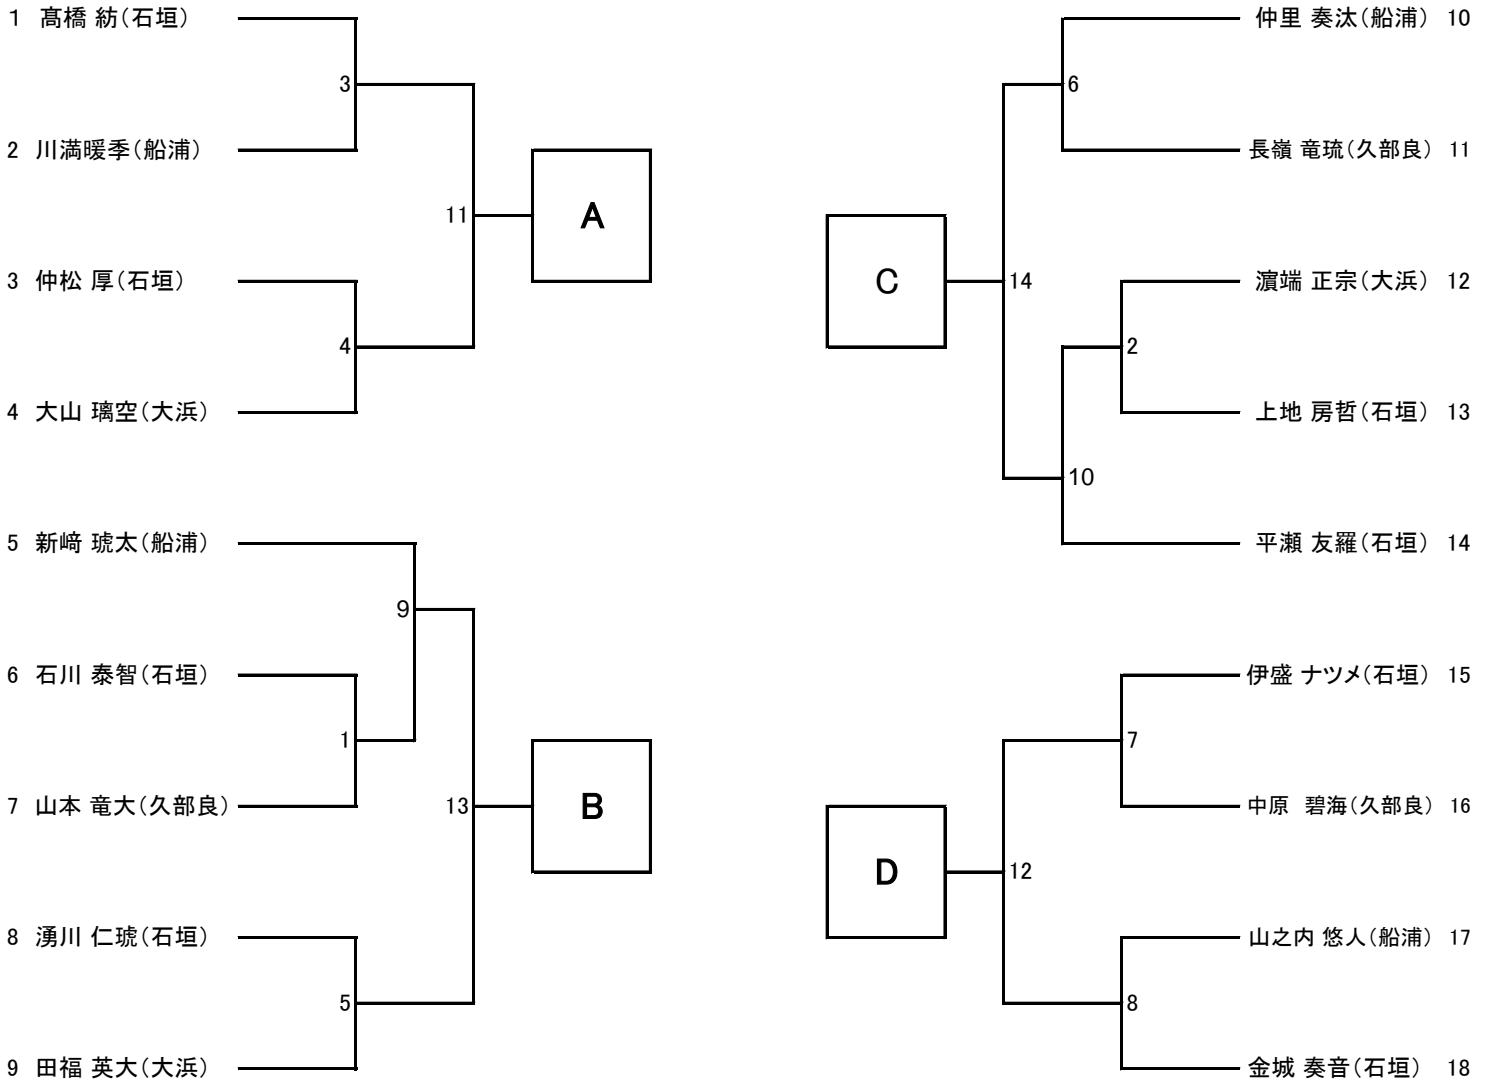 1 髙橋 紡(石垣)
3
2 川満暖季(船浦)
11
A
3 仲松 厚(石垣)
4
4 大山 璃空(大浜)
5 新﨑 琥太(船浦)
9
6 石川 泰智(石垣)
1
7 山本 竜大(久部良)
13
B
8 湧川 仁琥(石垣)
5
9 田福 英大(大浜)
仲里 奏汰(船浦) 10
6
長嶺 竜琉(久部良) 11
C
14
濵端 正宗(大浜) 12
2
上地 房哲(石垣) 13
10
平瀬 友羅(石垣) 14
伊盛 ナツメ(石垣) 15
7
中原　碧海(久部良) 16
D
12
山之内 悠人(船浦) 17
8
金城 奏音(石垣) 18